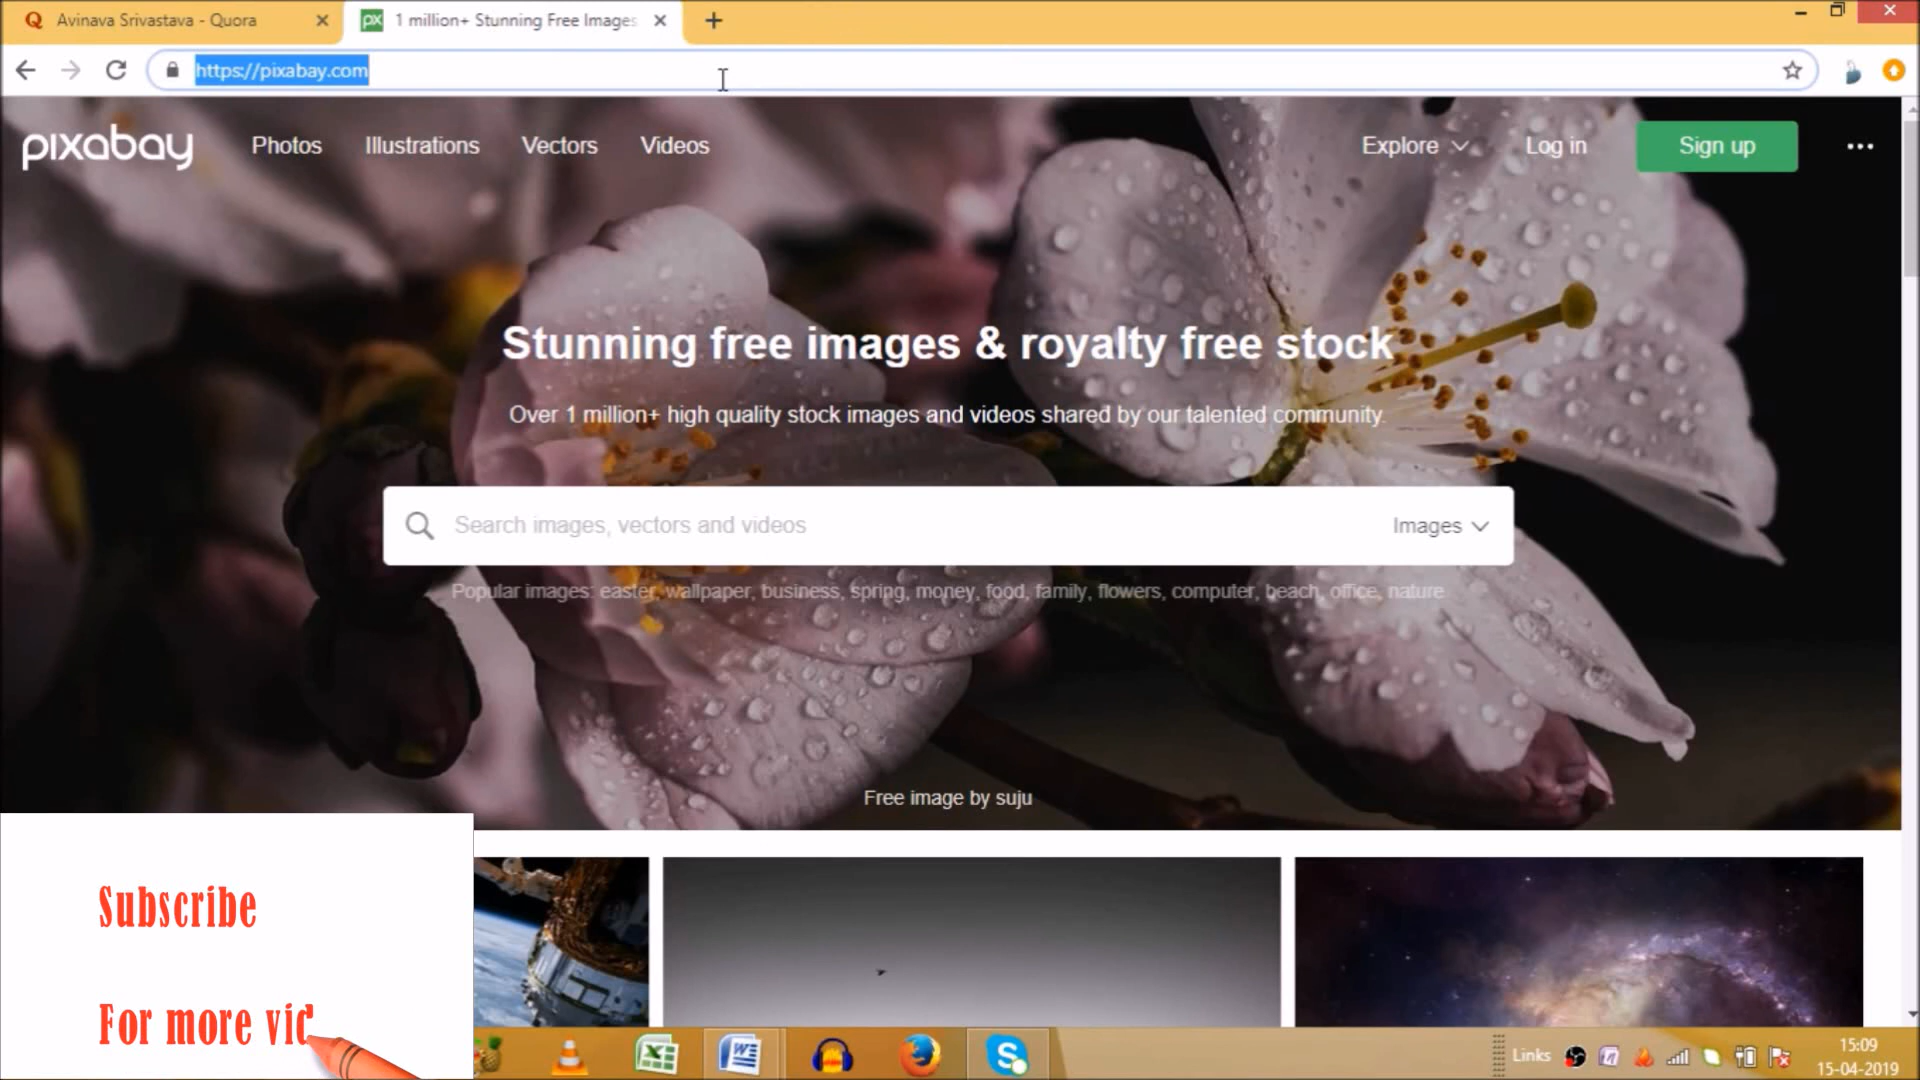 Avinava Srivastava - Quora
1 million+ Stunning Free Images
https://pixabay.com
pixabay
Photos
Illustrations
Vectors
Videos
Explore
Log in
Sign up
Stunning free images & royalty free stock
Over 1 million+ high quality stock images and videos shared by our talented community.
Search images, vectors and videos
Images
Popular images: easter, wallpaper, business, spring, money, food, family, flowers, computer, beach, office, nature
Free image by suju
Subscribe
For more vid
Links
15:09
15-04-2019